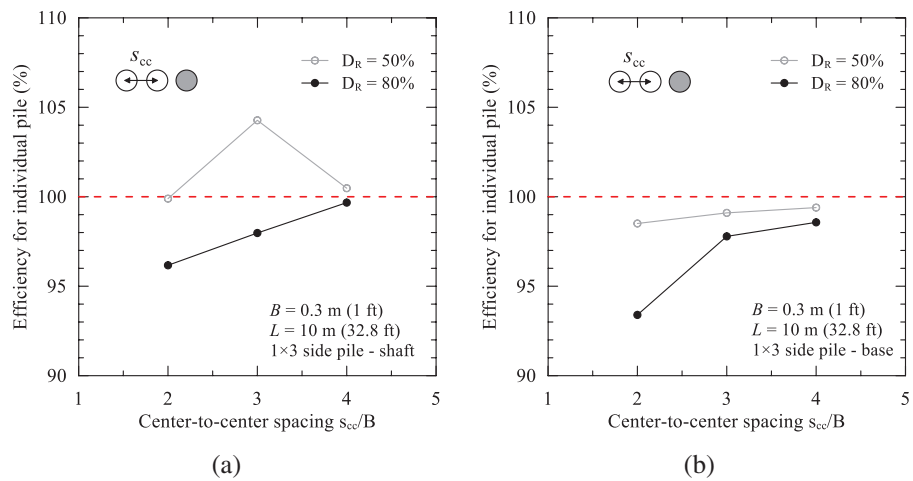 110
105
100
95
90
Efficiency for individual pile (%)
s_cc
D_R = 50%
D_R = 80%
B = 0.3 m (1 ft)
L = 10 m (32.8 ft)
1×3 side pile - shaft
1 2 3 4 5
Center-to-center spacing s_cc/B
(a)
110
105
100
95
90
Efficiency for individual pile (%)
s_cc
D_R = 50%
D_R = 80%
B = 0.3 m (1 ft)
L = 10 m (32.8 ft)
1×3 side pile - base
1 2 3 4 5
Center-to-center spacing s_cc/B
(b)